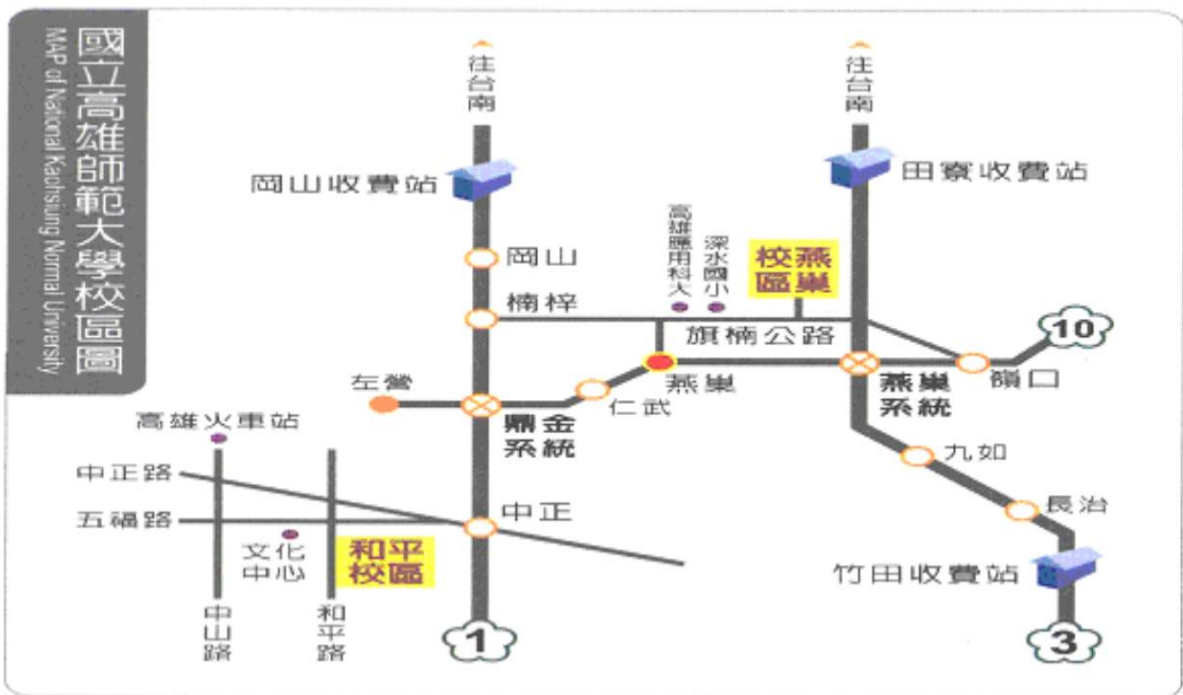 國立高雄師範大學校區圖
MAP of National Kaohsiung Normal University
往台南
往台南
岡山收費站
田寮收費站
高雄應用科大
深水國小
燕巢
校區
岡山
楠梓
旗楠公路
10
左營
仁武
燕巢
燕巢
系統
嶺口
鼎金
系統
高雄火車站
中正路
五福路
中正
九如
長治
文化
中心
和平
校區
竹田收費站
中山路
和平路
1
3